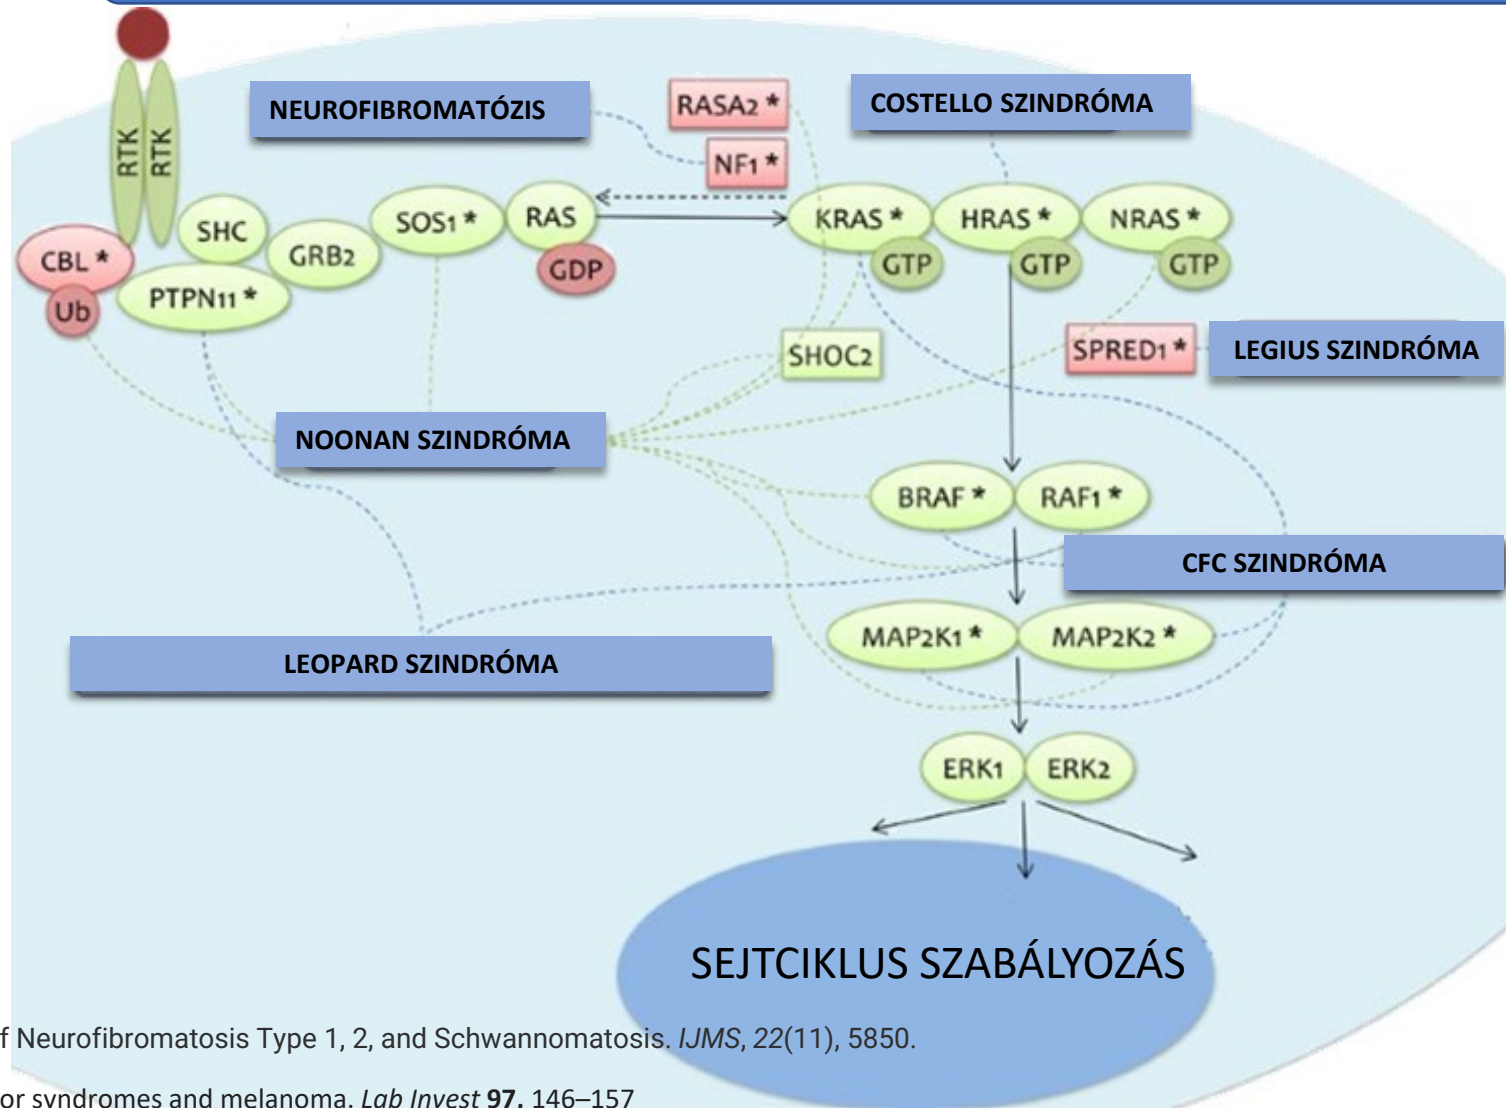 NEUROFIBROMATÓZIS
RASA2 *
COSTELLO SZINDRÓMA
NF1 *
RTK
RTK
SHC
SOS1 *
RAS
KRAS *
HRAS *
NRAS *
CBL *
GRB2
GDP
GTP
GTP
GTP
Ub
PTPN11 *
SHOC2
SPRED1 *
LEGIUS SZINDRÓMA
NOONAN SZINDRÓMA
BRAF *
RAF1 *
CFC SZINDRÓMA
MAP2K1 *
MAP2K2 *
LEOPARD SZINDRÓMA
ERK1
ERK2
SEJTCIKLUS SZABÁLYOZÁS
f Neurofibromatosis Type 1, 2, and Schwannomatosis. IJMS, 22(11), 5850.
or syndromes and melanoma. Lab Invest 97, 146–157